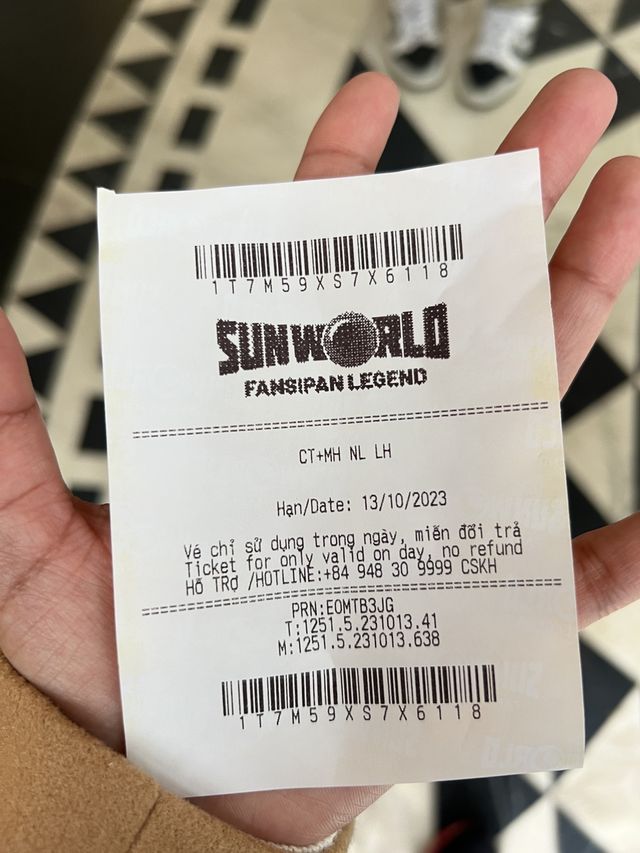 1T7M59XS7X6118
SUN WORLD
FANSIPAN LEGEND
CT+MH NL LH
Hạn/Date: 13/10/2023
Vé chỉ sử dụng trong ngày, miễn đổi trả
Ticket for only valid on day, no refund
HỖ TRỢ /HOTLINE:+84 948 30 9999 CSKH
PRN:EOMTB3JG
T:1251.5.231013.41
M:1251.5.231013.638
1T7M59XS7X6118